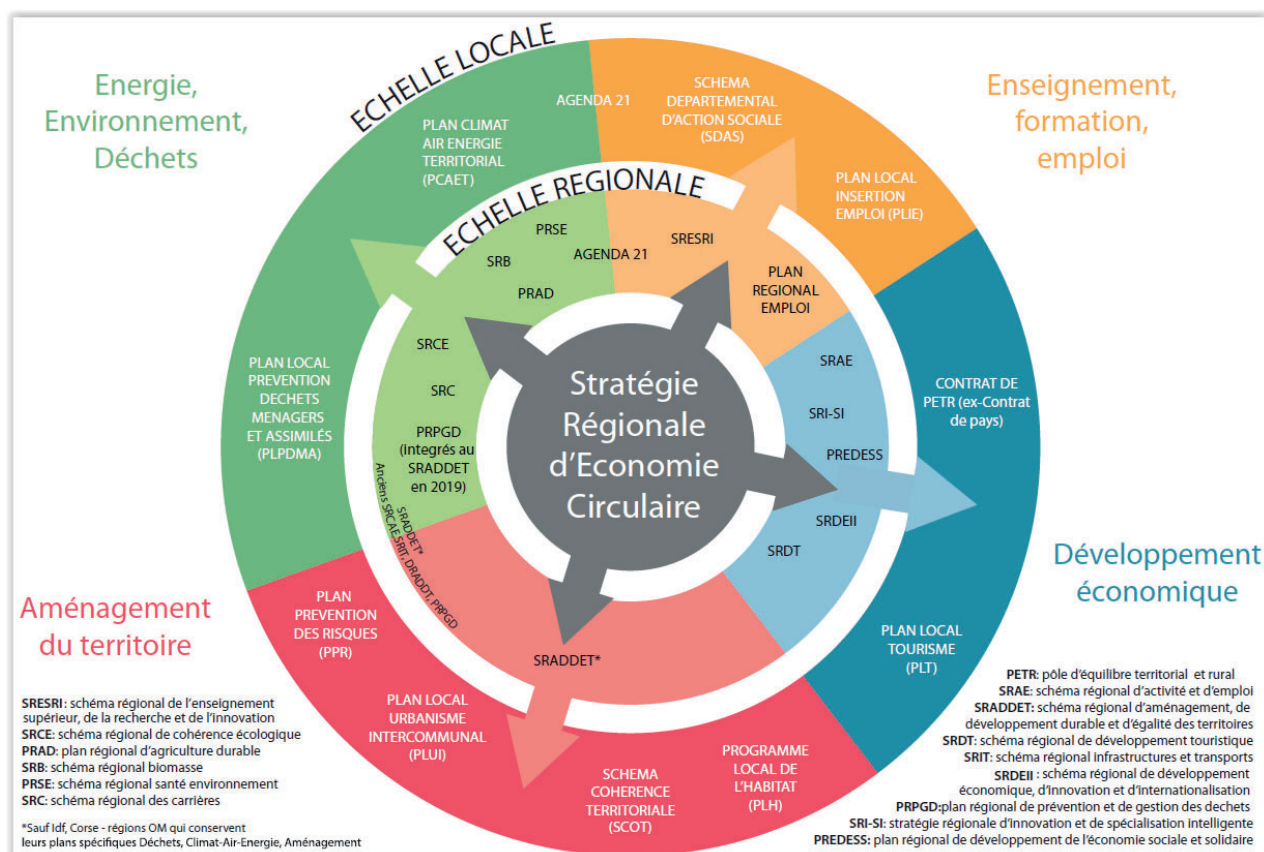 Energie,
Environnement,
Déchets
ECHELLE LOCALE
AGENDA 21
SCHEMA
DEPARTEMENTAL
D'ACTION SOCIALE
(SDAS)
Enseignement,
formation,
emploi
PLAN CLIMAT
AIR ENERGIE
TERRITORIAL
(PCAET)
PLAN LOCAL
INSERTION
EMPLOI (PLIE)
ECHELLE REGIONALE
PRSE
SRB
AGENDA 21
PRAD
SRESRI
PLAN
REGIONAL
EMPLOI
SRCE
SRC
PRPGD
(intégrés au
SRADDET
en 2019)
SRADDET*
Anciens SRCAE, SRIT, DRADDT, PRPGD
PLAN LOCAL
PREVENTION
DECHETS
MENAGERS
ET ASSIMILÉS
(PLPDMA)
Stratégie
Régionale
d'Economie
Circulaire
SRAE
SRI-SI
PREDESS
SRDEII
SRDT
CONTRAT DE
PETR (ex-Contrat
de pays)
Développement
économique
PLAN LOCAL
TOURISME
(PLT)
Aménagement
du territoire
PLAN
PREVENTION
DES RISQUES
(PPR)
SRADDET*
PLAN LOCAL
URBANISME
INTERCOMMUNAL
(PLUI)
SCHEMA
COHERENCE
TERRITORIALE
(SCOT)
PROGRAMME
LOCAL DE
L'HABITAT
(PLH)
SRESRI : schéma régional de l'enseignement
supérieur, de la recherche et de l'innovation
SRCE: schéma régional de cohérence écologique
PRAD: plan régional d'agriculture durable
SRB: schéma régional biomasse
PRSE: schéma régional santé environnement
SRC: schéma régional des carrières
*Sauf Idf, Corse - régions OM qui conservent
leurs plans spécifiques Déchets, Climat-Air-Energie, Aménagement
PETR: pôle d'équilibre territorial et rural
SRAE: schéma régional d'activité et d'emploi
SRADDET: schéma régional d'aménagement, de
développement durable et d'égalité des territoires
SRDT: schéma régional de développement touristique
SRIT: schéma régional infrastructures et transports
SRDEII : schéma régional de développement
économique, d'innovation et d'internationalisation
PRPGD:plan régional de prévention et de gestion des dechets
SRI-SI: stratégie régionale d'innovation et de spécialisation intelligente
PREDESS: plan régional de développement de l'économie sociale et solidaire